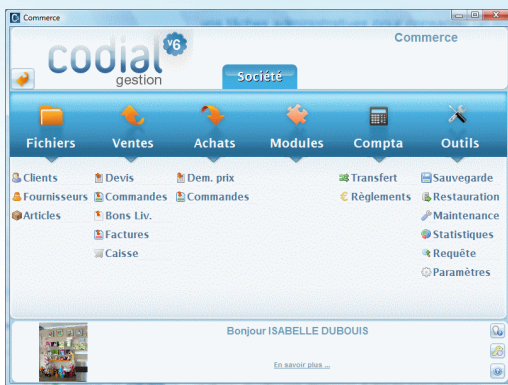 Commerce
Commerce
codial
V6
gestion
Société
Fichiers Ventes Achats Modules Compta Outils
Clients Devis Dem. prix Transfert Sauvegarde
Fournisseurs Commandes Commandes € Règlements Restauration
Articles Bons Liv. Maintenance
Factures Statistiques
Caisse Requête
Paramètres
Bonjour ISABELLE DUBOUIS
En savoir plus ...